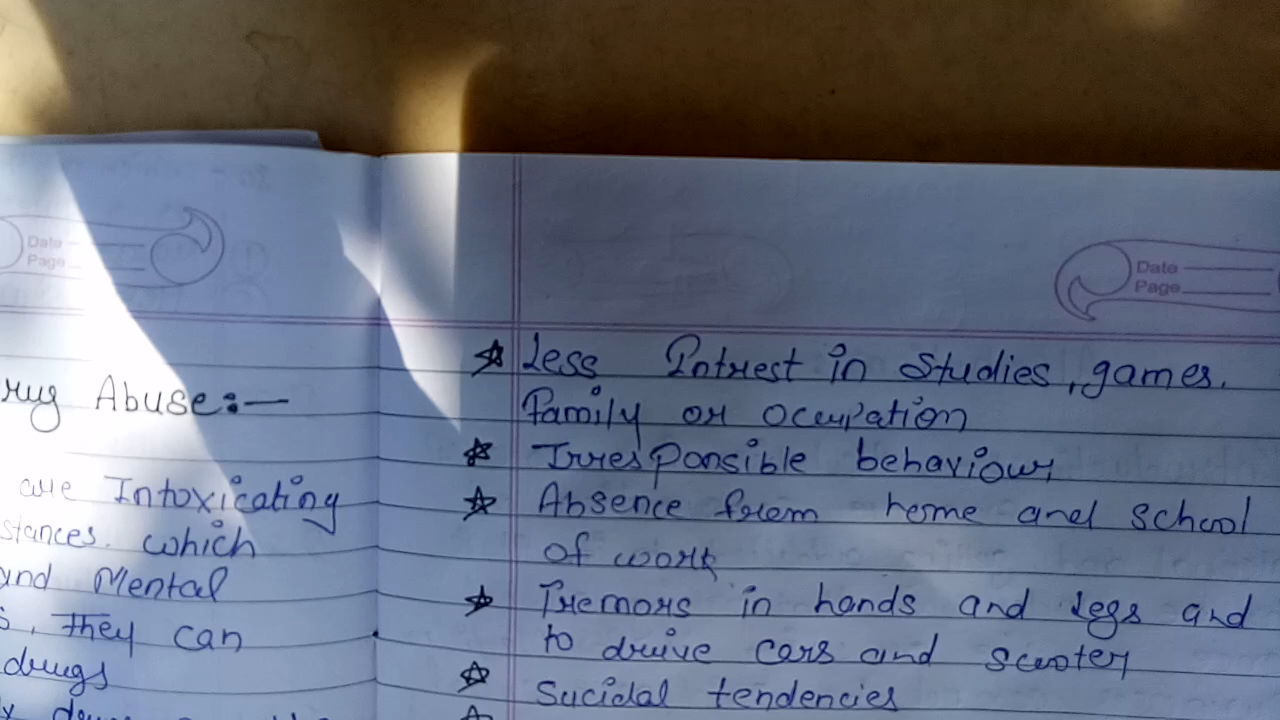 Date
Page
rug Abuse:—
are Intoxicating
stances. which
and Mental
s, They can
drugs
Date
Page
☆ Less Intrest in Studies, games.
Family or Occupation
☆ Irresponsible behaviour
☆ Absence from home and school
of work
☆ Tremors in hands and legs and
to druive cars and scooter
☆ Sucidal tendencies